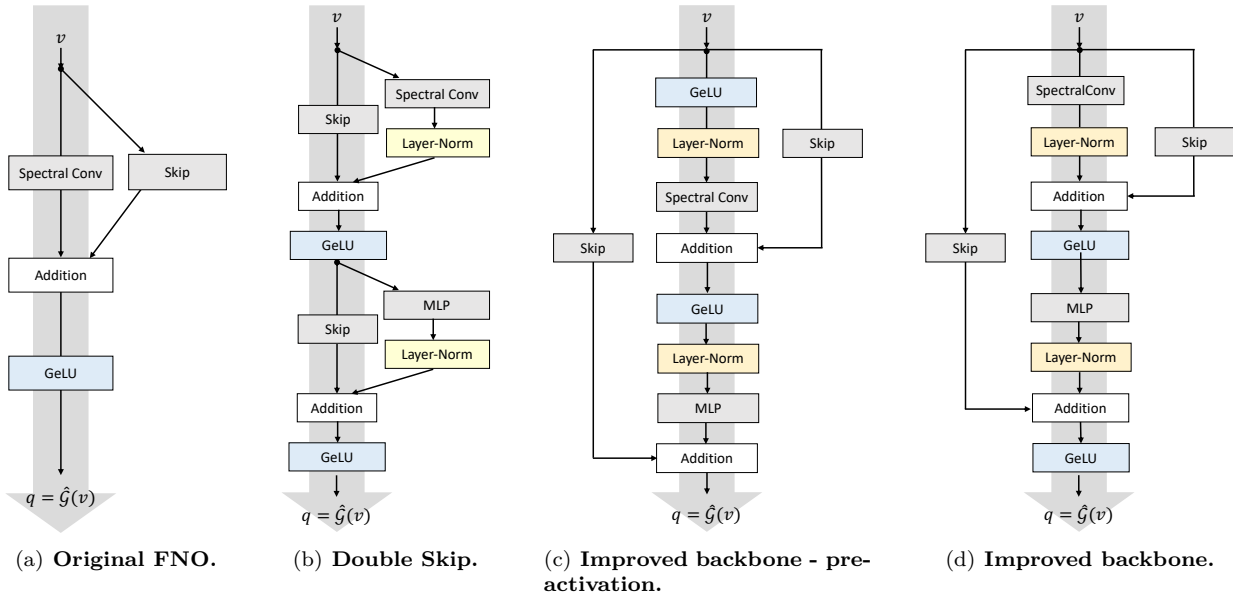 v
Spectral Conv
Skip
Addition
GeLU
q = Ĝ(v)
(a) Original FNO.
v
Spectral Conv
Skip
Layer-Norm
Addition
GeLU
MLP
Skip
Layer-Norm
Addition
GeLU
q = Ĝ(v)
(b) Double Skip.
v
GeLU
Layer-Norm
Skip
Spectral Conv
Skip
Addition
GeLU
Layer-Norm
MLP
Addition
q = Ĝ(v)
(c) Improved backbone - pre-
activation.
v
SpectralConv
Layer-Norm
Skip
Addition
Skip
GeLU
MLP
Layer-Norm
Addition
GeLU
q = Ĝ(v)
(d) Improved backbone.